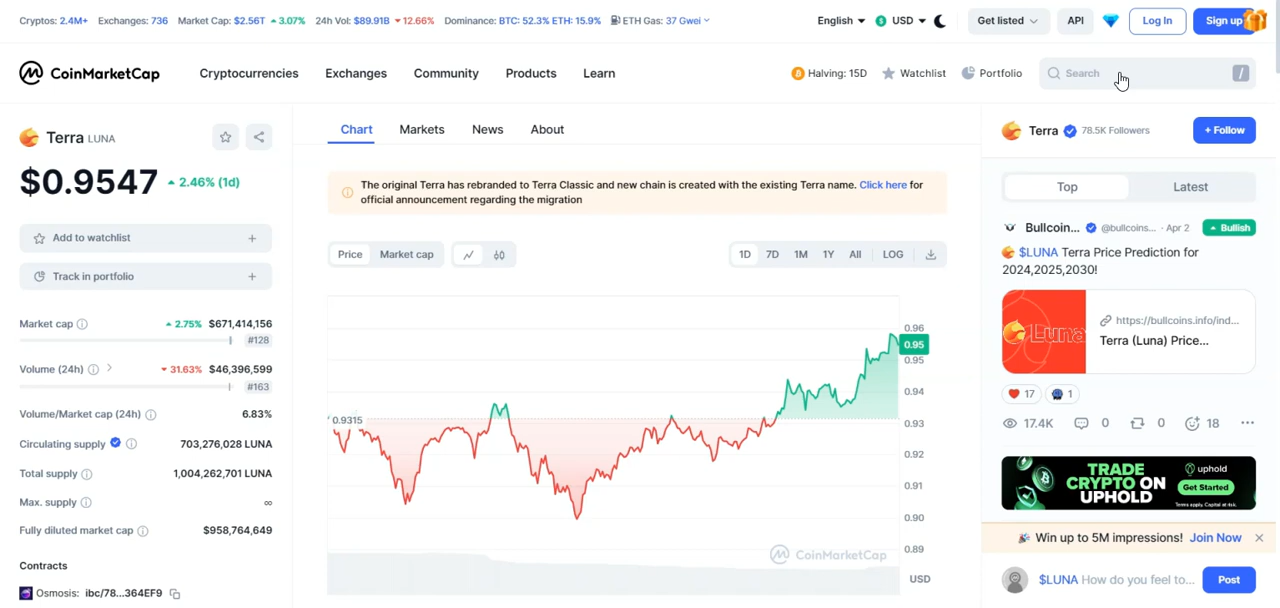 Cryptos: 2.4M+ Exchanges: 736 Market Cap: $2.56T 3.07% 24h Vol: $89.91B 12.66% Dominance: BTC: 52.3% ETH: 15.9% ETH Gas: 37 Gwei
English USD Get listed API Log In Sign up
CoinMarketCap Cryptocurrencies Exchanges Community Products Learn Halving: 15D Watchlist Portfolio Search /
Terra LUNA
$0.9547 2.46% (1d)
Add to watchlist +
Track in portfolio +
Market cap 2.75% $671,414,156
#128
Volume (24h) 31.63% $46,396,599
#163
Volume/Market cap (24h) 6.83%
Circulating supply 703,276,028 LUNA
Total supply 1,004,262,701 LUNA
Max. supply ∞
Fully diluted market cap $958,764,649
Contracts
Osmosis: ibc/78...364EF9
Chart Markets News About
The original Terra has rebranded to Terra Classic and new chain is created with the existing Terra name. Click here for
official announcement regarding the migration
Price Market cap 1D 7D 1M 1Y All LOG
0.96
0.95
0.95
0.94
0.9315
0.93
0.92
0.91
0.90
0.89
CoinMarketCap
USD
Terra 78.5K Followers + Follow
Top Latest
Bullcoin... @bullcoins... · Apr 2 Bullish
$LUNA Terra Price Prediction for
2024,2025,2030!
Luna
https://bullcoins.info/ind...
Terra (Luna) Price...
17 1
17.4K 0 0 18 ...
TRADE
CRYPTO ON
UPHOLD
uphold
Get Started
Terms apply. Capital at risk.
Win up to 5M impressions! Join Now
$LUNA How do you feel to... Post